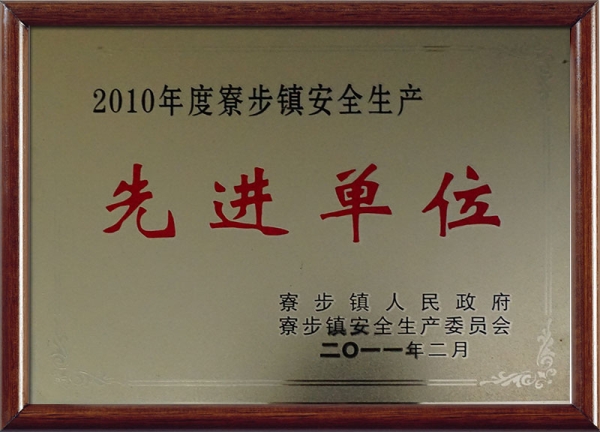 2010年度寮步镇安全生产
先进单位
寮步镇人民政府
寮步镇安全生产委员会
二〇一一年二月